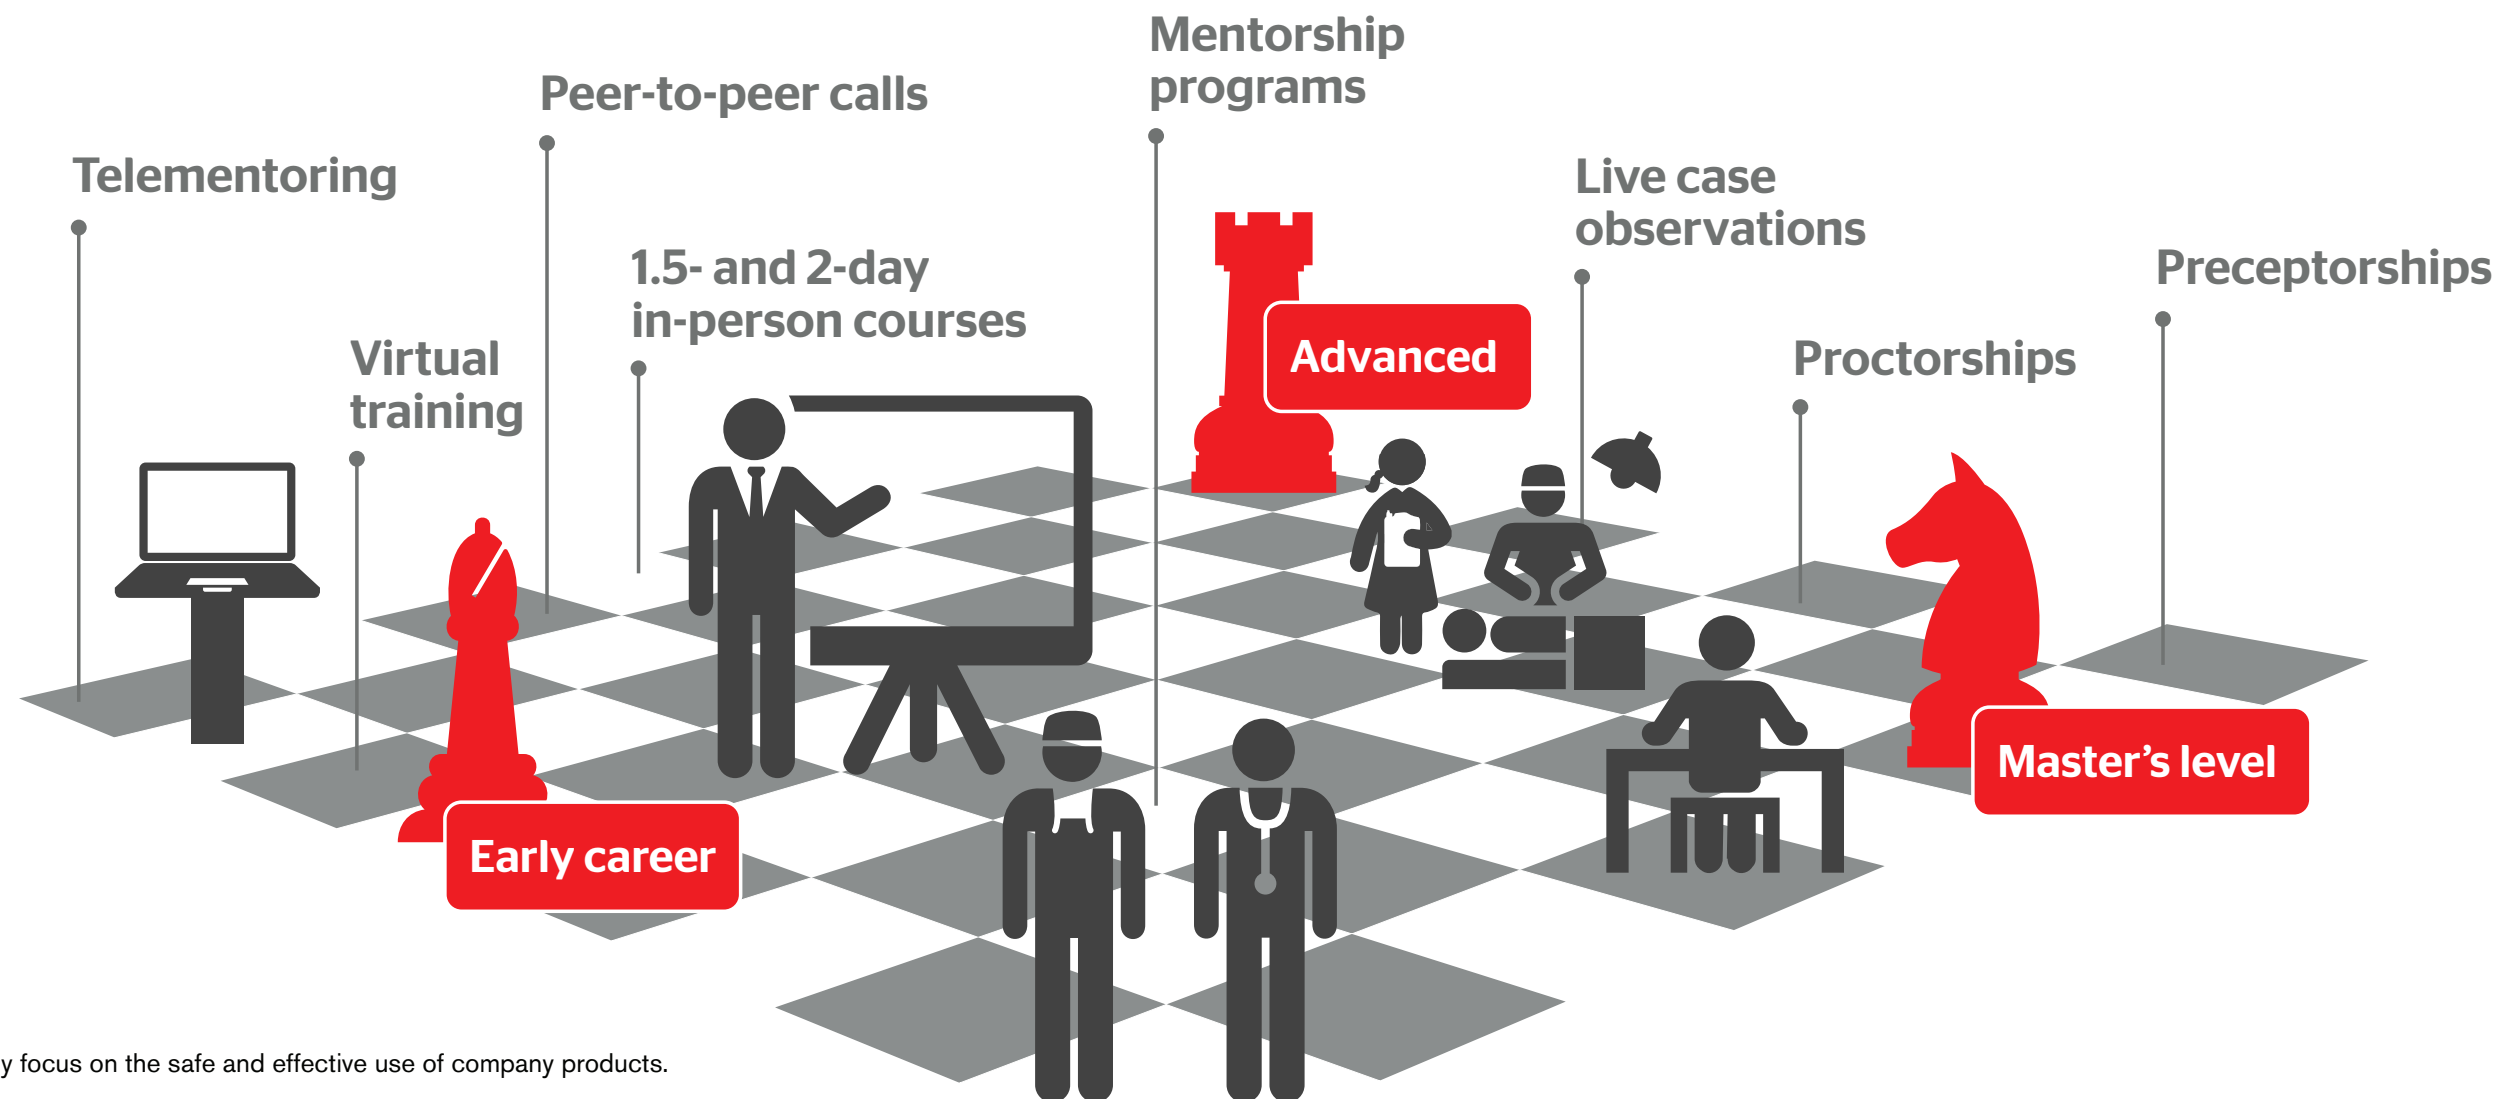 Mentorship
programs
Peer-to-peer calls
Telementoring
Live case
observations
1.5- and 2-day
in-person courses
Preceptorships
Virtual
training
Advanced
Proctorships
Master's level
Early career
y focus on the safe and effective use of company products.